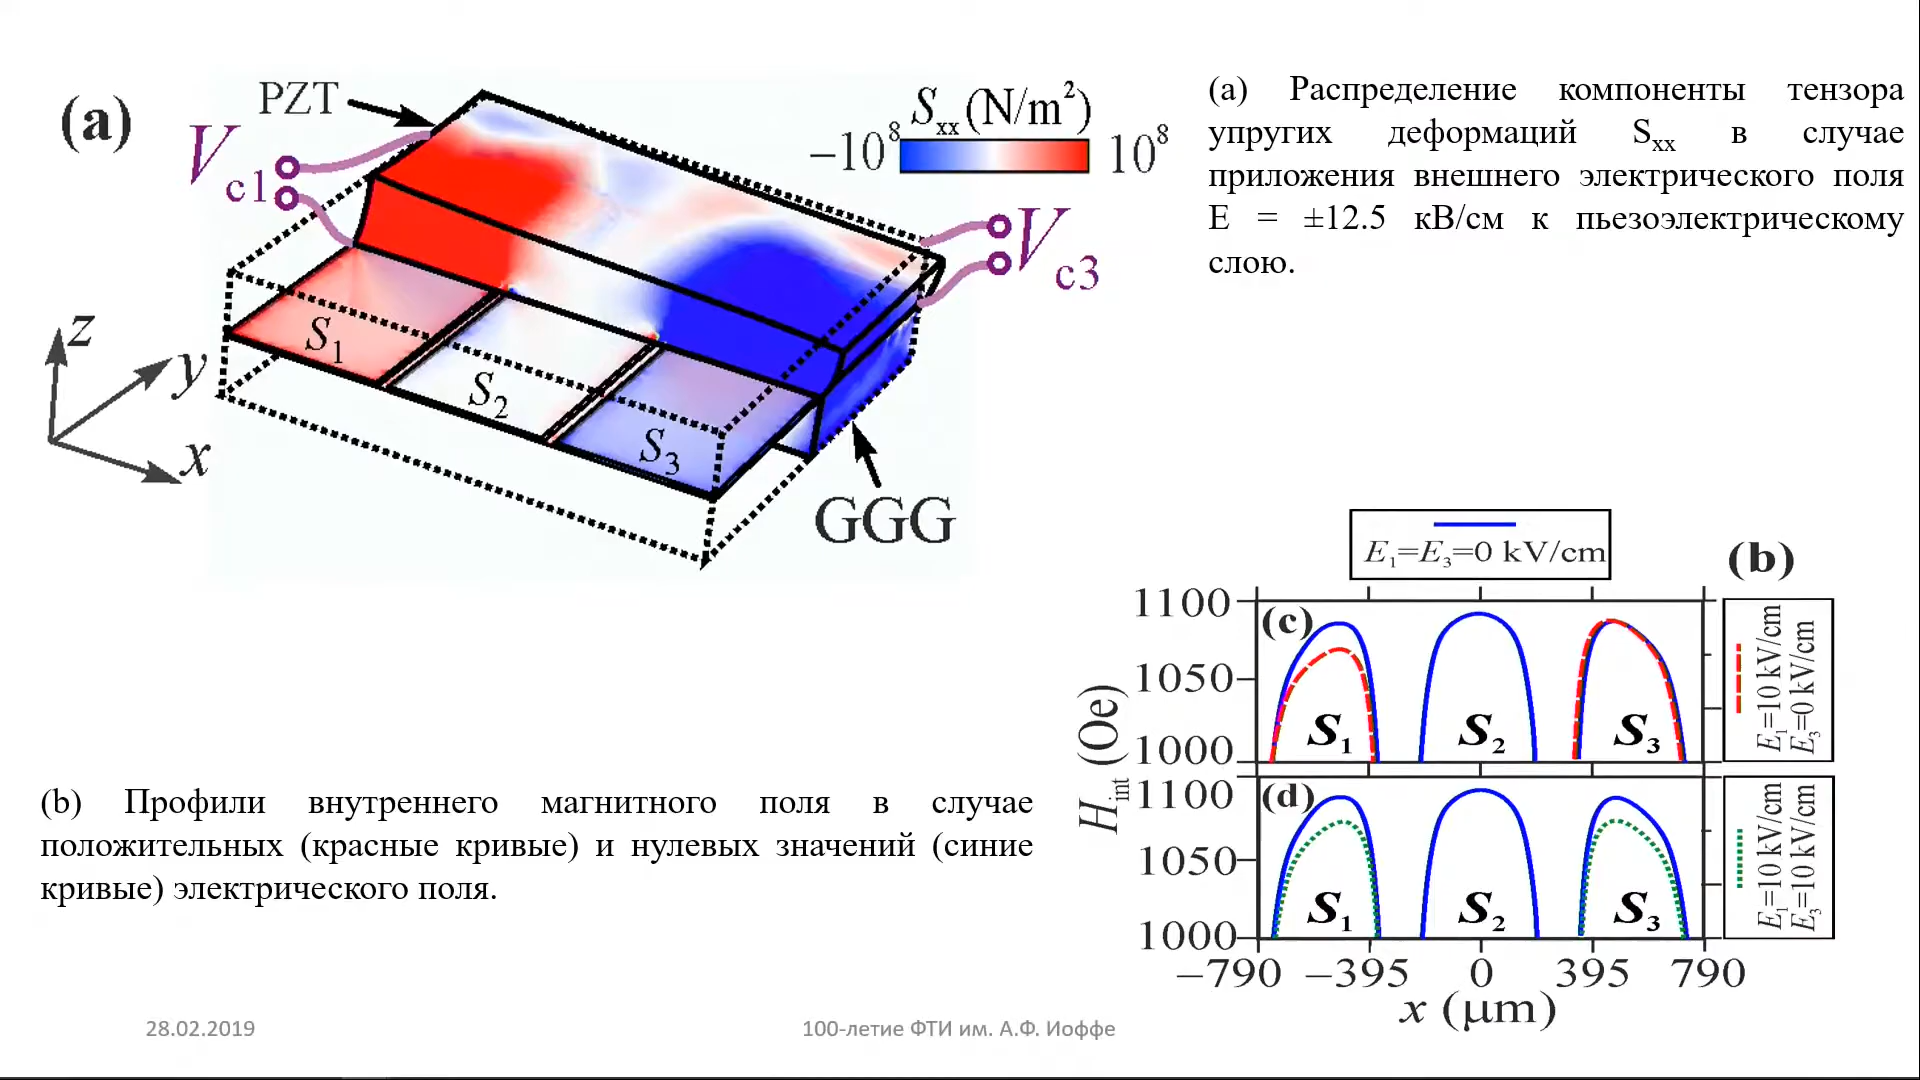 (a)
PZT
V_c1
S_xx (N/m²)
−10⁸ 10⁸
V_c3
z
y
x
S₁
S₂
S₃
GGG
(а) Распределение компоненты тензора
упругих деформаций Sₓₓ в случае
приложения внешнего электрического поля
E = ±12.5 кВ/см к пьезоэлектрическому
слою.
(b) Профили внутреннего магнитного поля в случае
положительных (красные кривые) и нулевых значений (синие
кривые) электрического поля.
E₁=E₃=0 kV/cm
(b)
1100
1050
1000
(c)
S₁ S₂ S₃
E₁=10 kV/cm
E₃=0 kV/cm
H_int (Oe)
1100
1050
1000
(d)
S₁ S₂ S₃
E₁=10 kV/cm
E₃=10 kV/cm
−790 −395 0 395 790
x (μm)
28.02.2019
100-летие ФТИ им. А.Ф. Иоффе